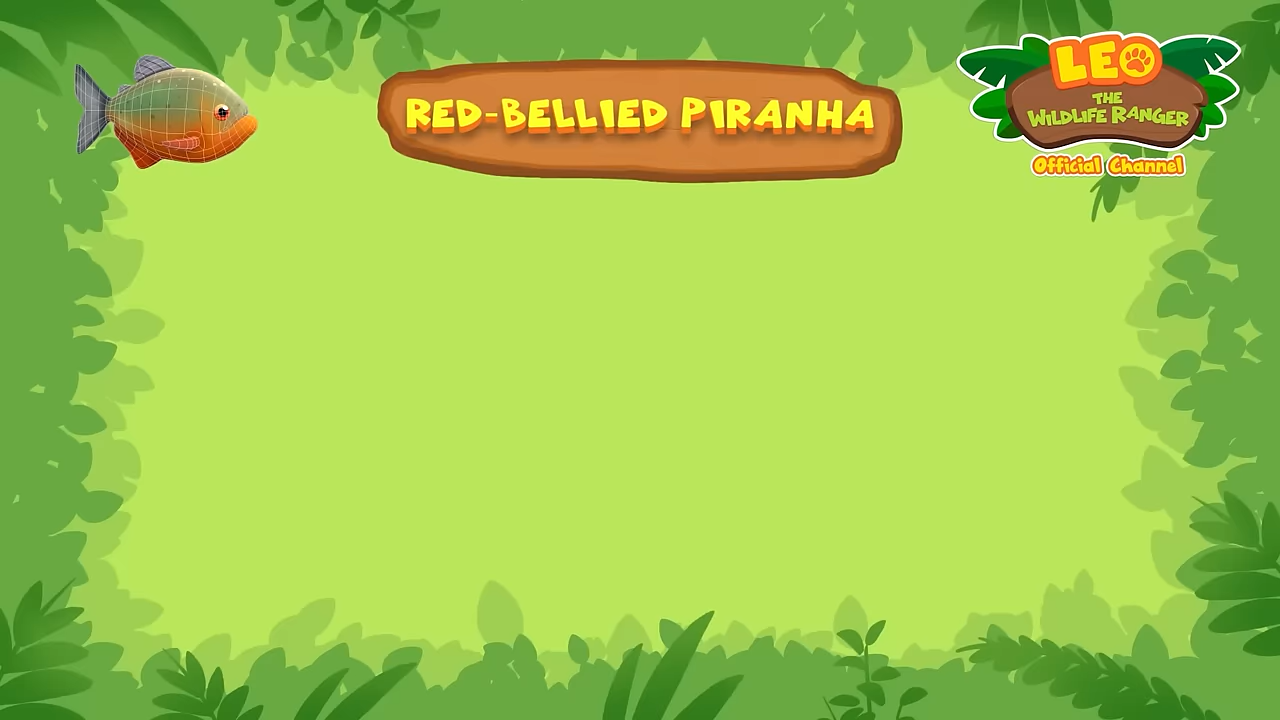 RED-BELLIED PIRANHA
LEO
THE
WILDLIFE RANGER
Official Channel